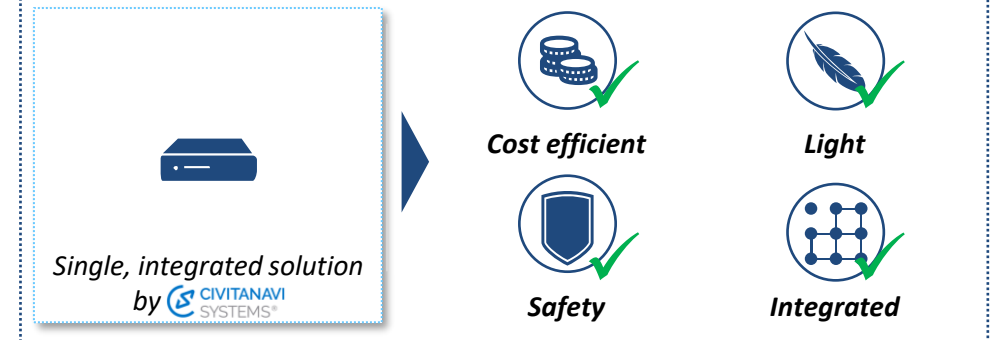 Cost efficient
Light
Single, integrated solution
by CIVITANAVI
SYSTEMS®
Safety
Integrated